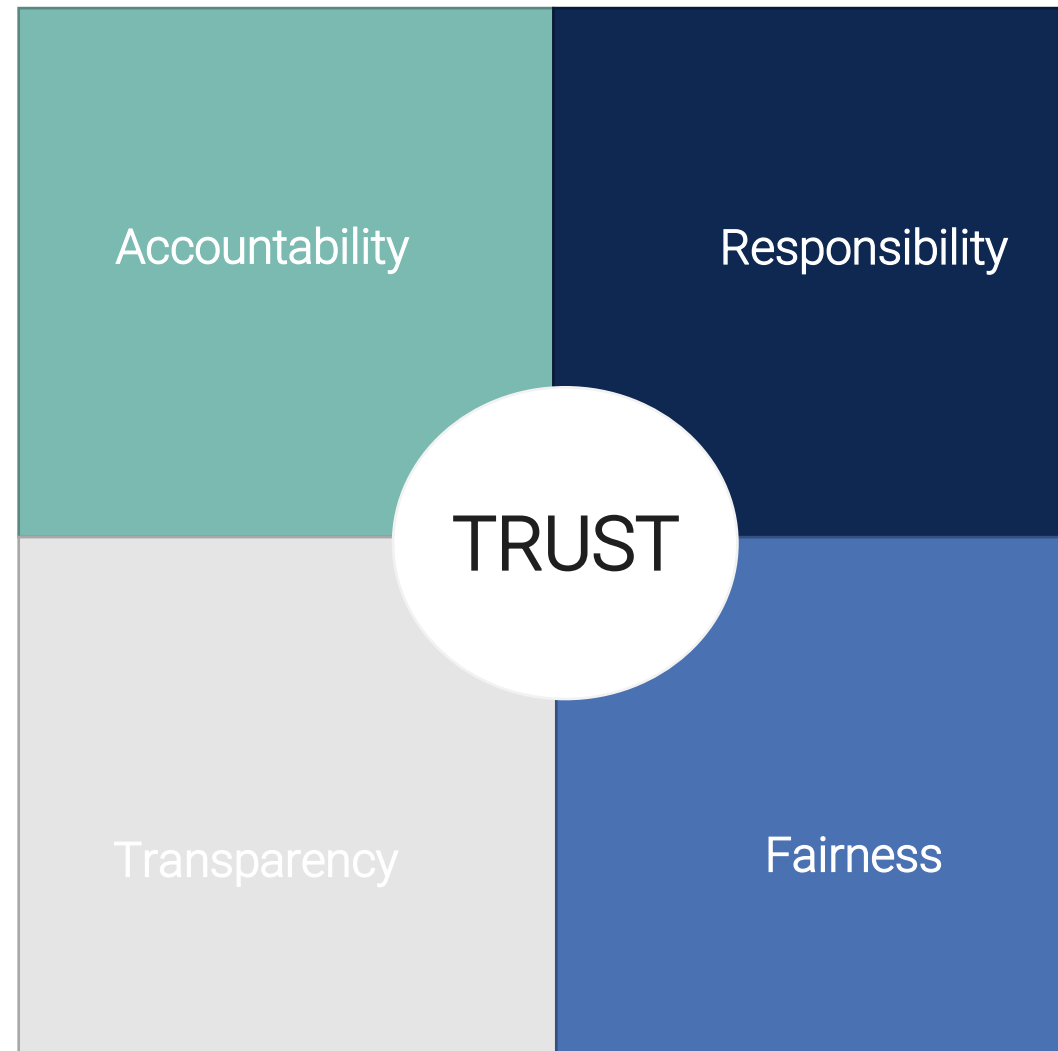 Accountability
Responsibility
TRUST
Transparency
Fairness